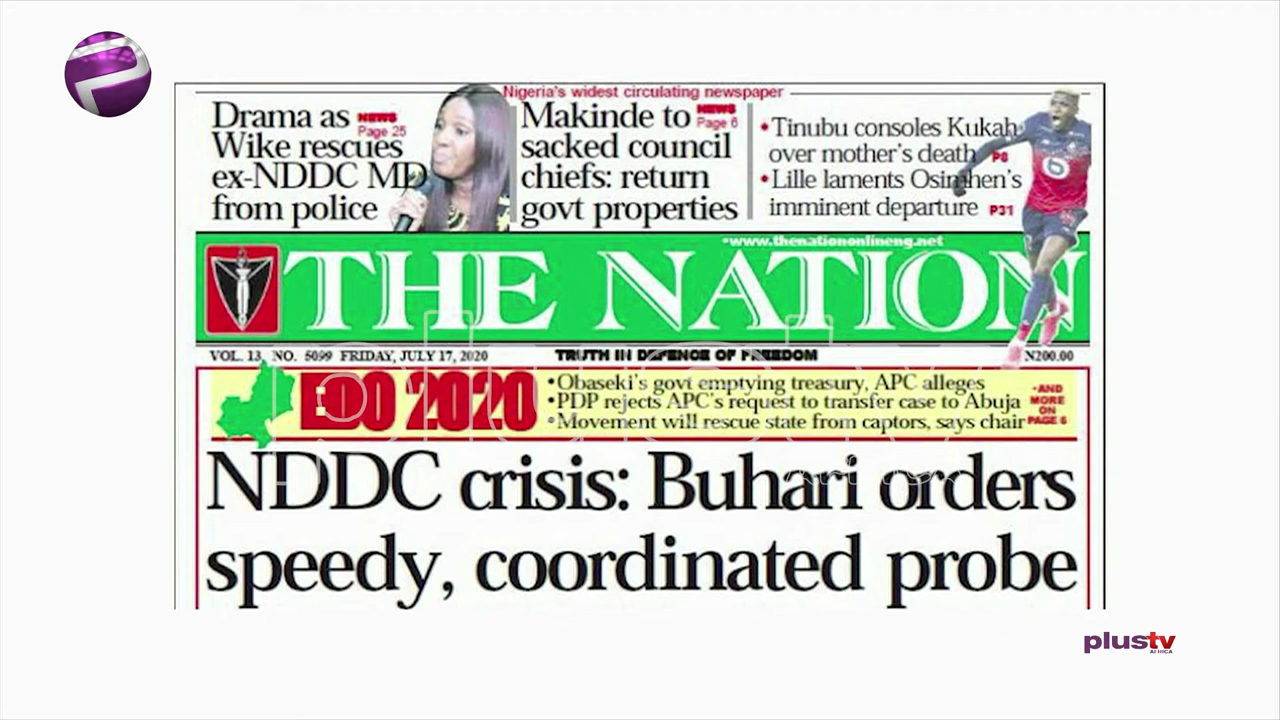 Nigeria's widest circulating newspaper
Drama as NEWS
Page 25
Wike rescues
ex-NDDC MD
from police
Makinde to NEWS
Page 6
sacked council
chiefs: return
govt properties
•Tinubu consoles Kukah
over mother's death P8
•Lille laments Osimhen's
imminent departure P31
•www.thenationonlineng.net
THE NATION
VOL. 13, NO. 5099 FRIDAY, JULY 17, 2020
TRUTH IN DEFENCE OF FREEDOM
N200.00
EDO 2020
•Obaseki's govt emptying treasury, APC alleges
•PDP rejects APC's request to transfer case to Abuja
•Movement will rescue state from captors, says chair
•AND
MORE
ON
PAGE 6
NDDC crisis: Buhari orders
speedy, coordinated probe
plustv
AFRICA